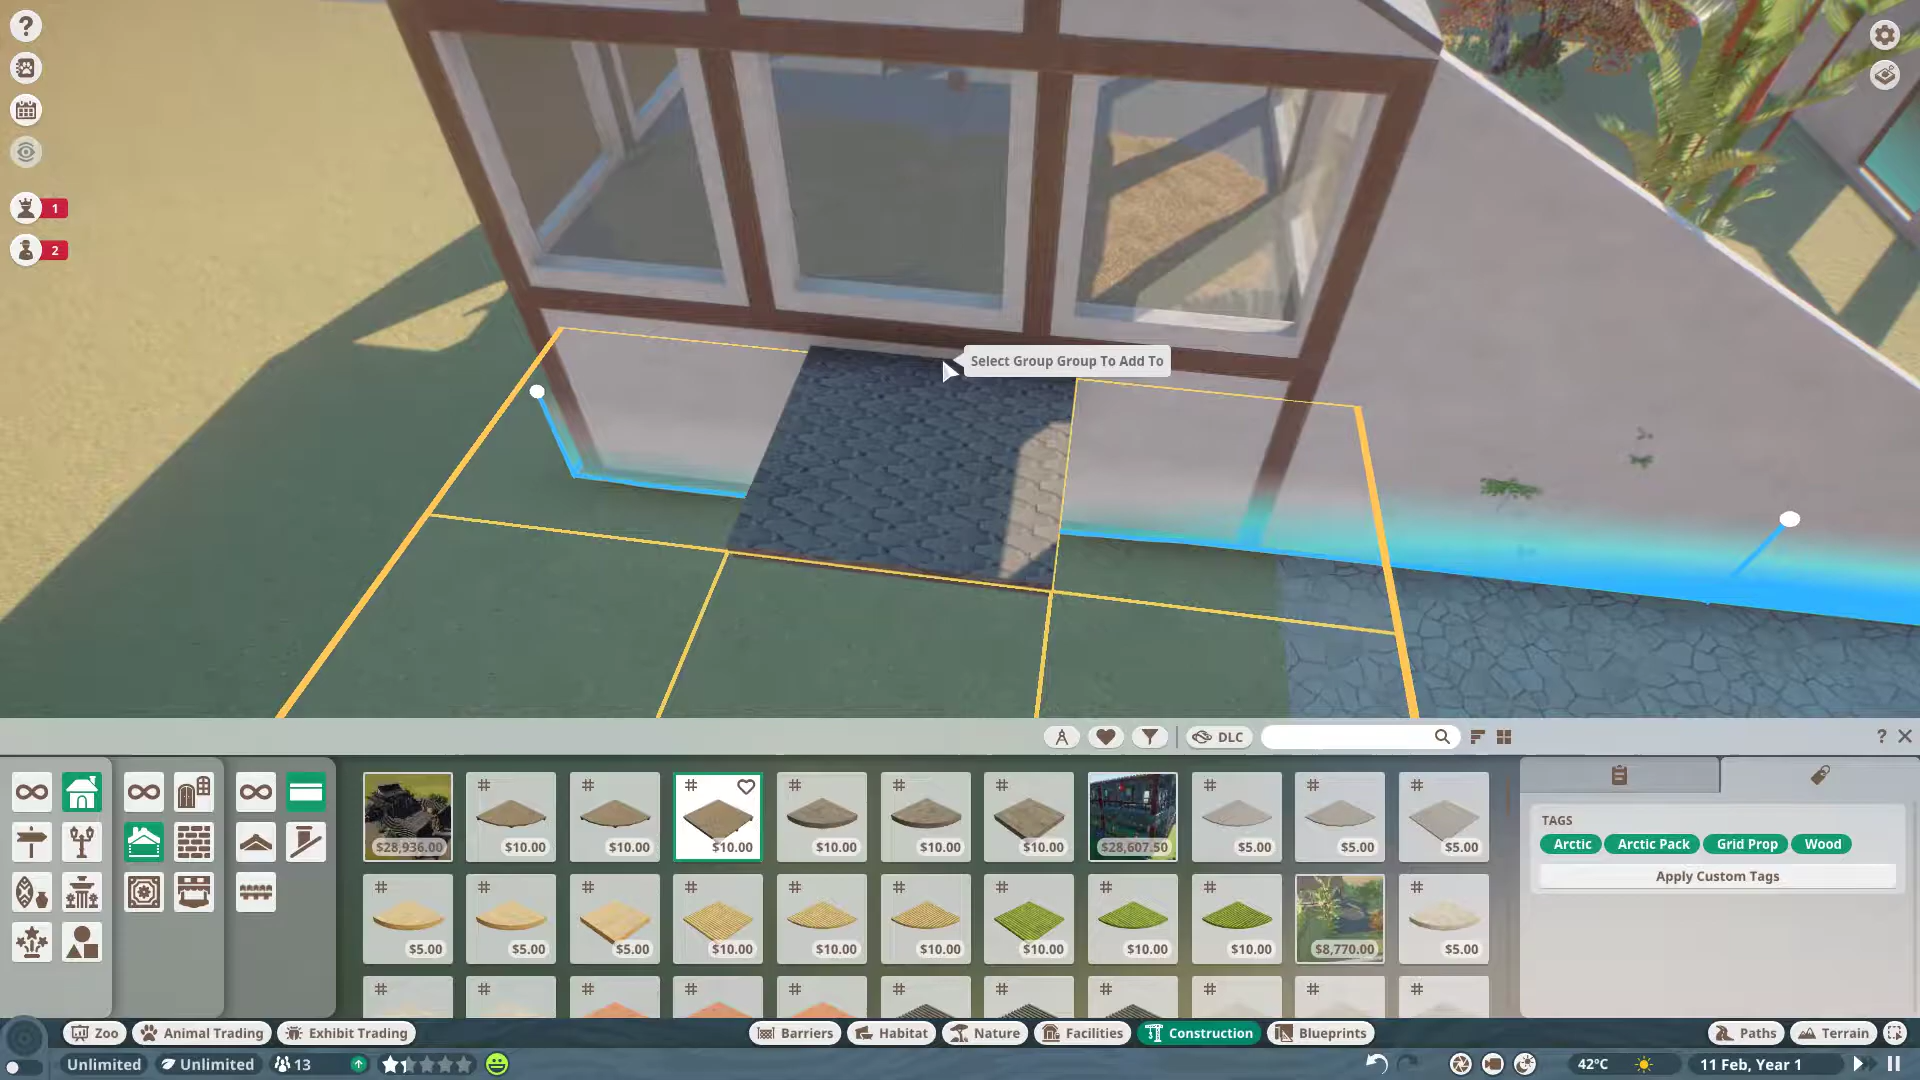 ?
1
2
Select Group Group To Add To
DLC
? ×
$28,936.00
$10.00
$10.00
$10.00
$10.00
$10.00
$10.00
$28,607.50
$5.00
$5.00
$5.00
$5.00
$5.00
$5.00
$10.00
$10.00
$10.00
$10.00
$10.00
$10.00
$8,770.00
$5.00
TAGS
Arctic
Arctic Pack
Grid Prop
Wood
Apply Custom Tags
Zoo
Animal Trading
Exhibit Trading
Barriers
Habitat
Nature
Facilities
Construction
Blueprints
Paths
Terrain
Unlimited
Unlimited
13
42°C
11 Feb, Year 1